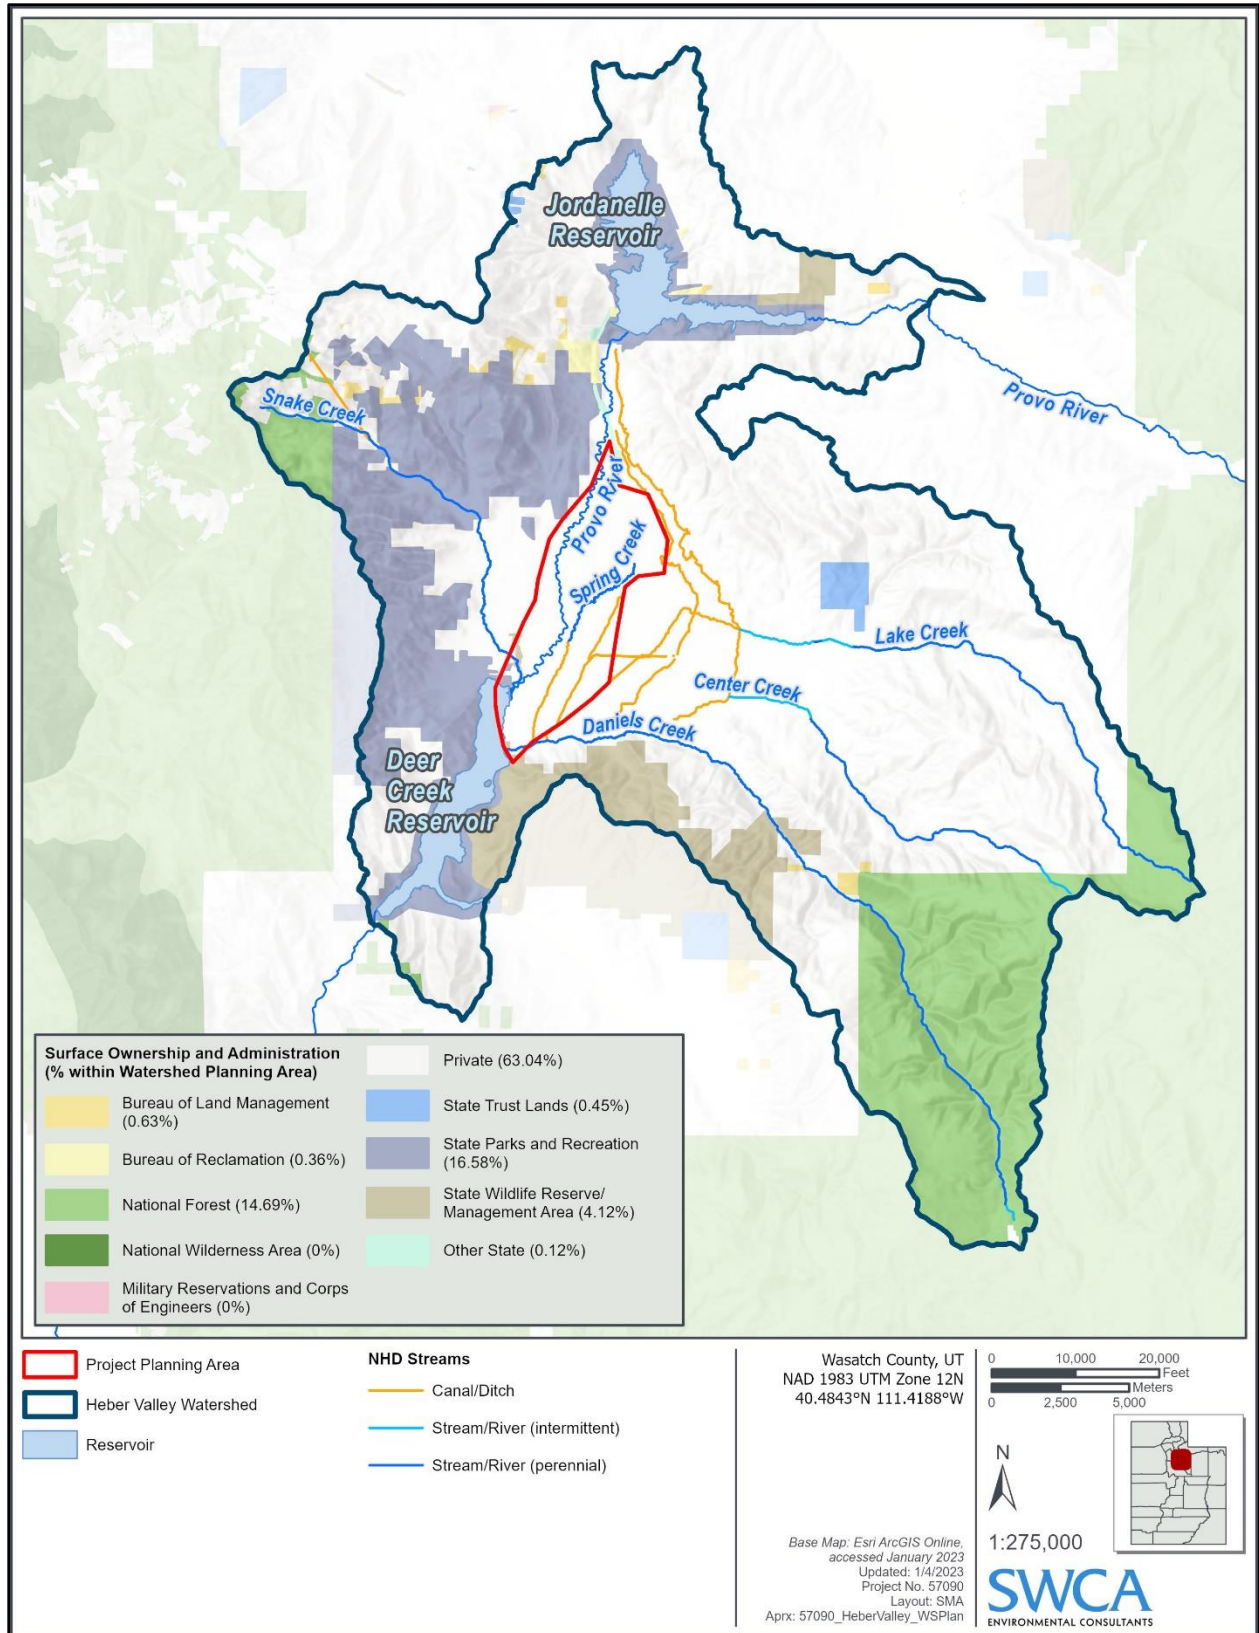 Jordanelle
Reservoir
Snake Creek
Provo River
Provo River
Spring Creek
Lake Creek
Center Creek
Daniels Creek
Deer
Creek
Reservoir
Surface Ownership and Administration
(% within Watershed Planning Area)
Bureau of Land Management
(0.63%)
Bureau of Reclamation (0.36%)
National Forest (14.69%)
National Wilderness Area (0%)
Military Reservations and Corps
of Engineers (0%)
Private (63.04%)
State Trust Lands (0.45%)
State Parks and Recreation
(16.58%)
State Wildlife Reserve/
Management Area (4.12%)
Other State (0.12%)
Project Planning Area
Heber Valley Watershed
Reservoir
NHD Streams
Canal/Ditch
Stream/River (intermittent)
Stream/River (perennial)
Wasatch County, UT
NAD 1983 UTM Zone 12N
40.4843°N 111.4188°W
Base Map: Esri ArcGIS Online,
accessed January 2023
Updated: 1/4/2023
Project No. 57090
Layout: SMA
Aprx: 57090_HeberValley_WSPlan
0 10,000 20,000
Feet
Meters
0 2,500 5,000
N
1:275,000
SWCA
ENVIRONMENTAL CONSULTANTS